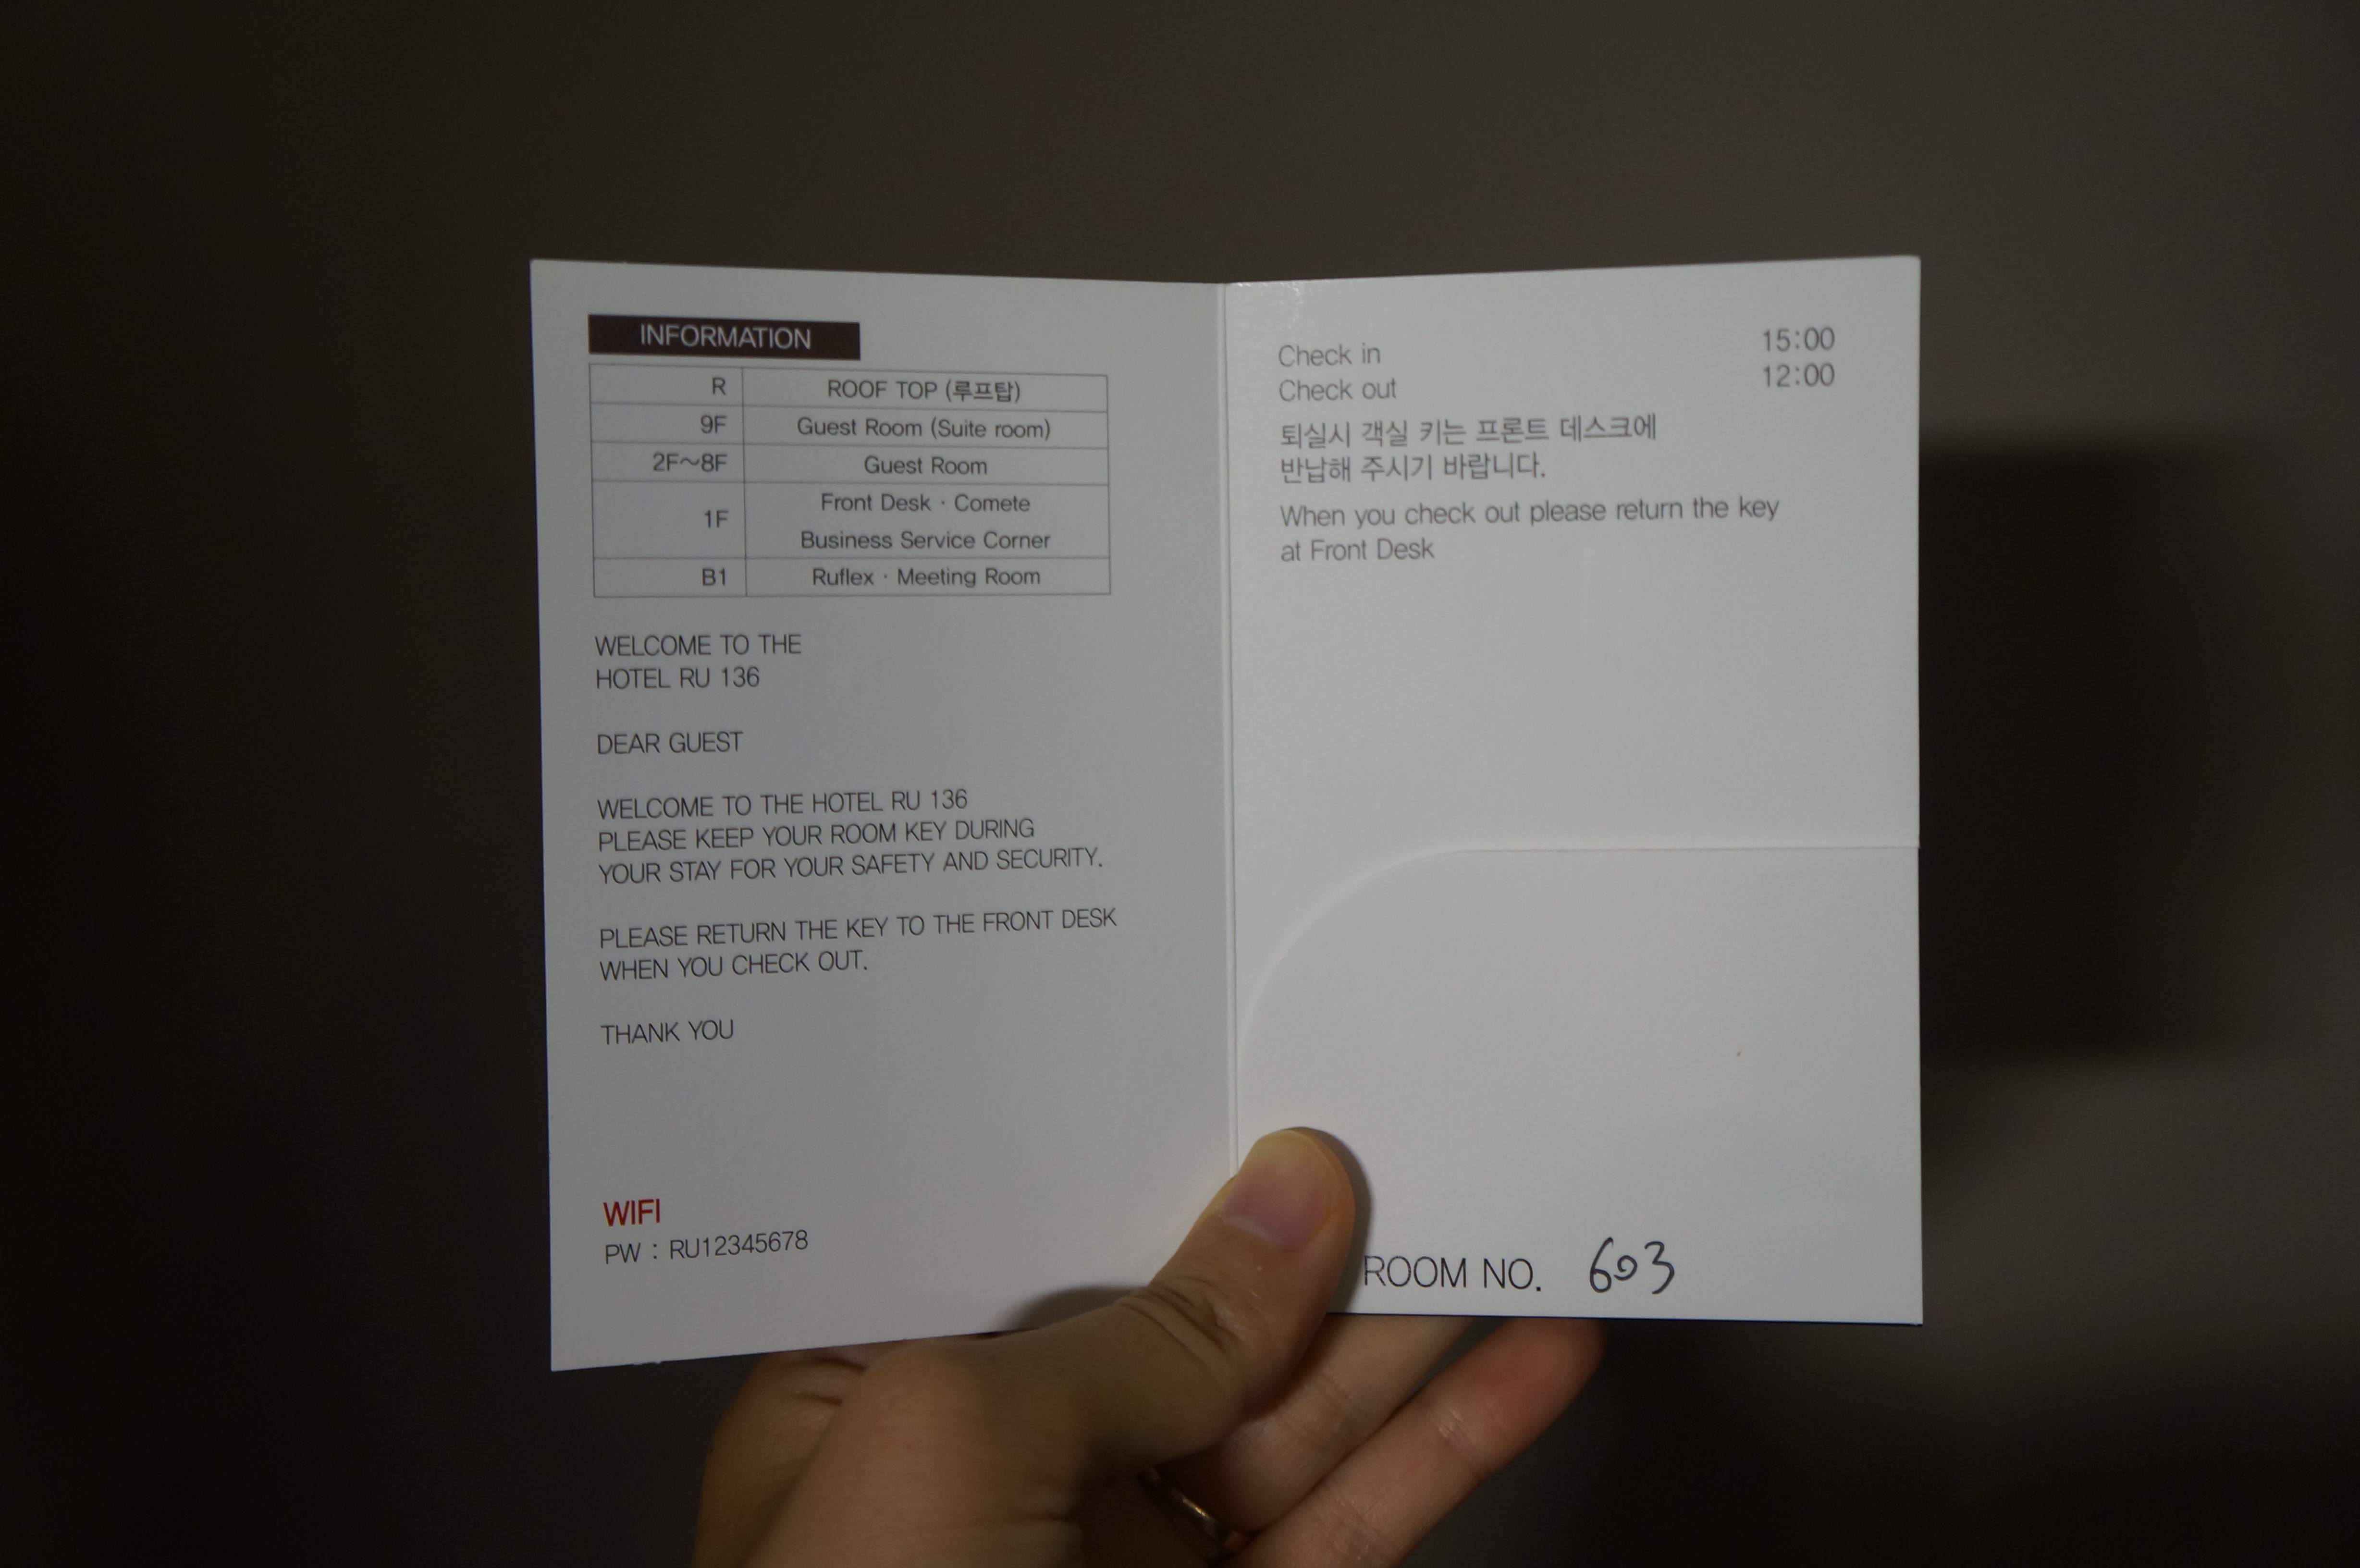 INFORMATION
R ROOF TOP (루프탑)
9F Guest Room (Suite room)
2F~8F Guest Room
1F Front Desk · Comete
Business Service Corner
B1 Ruflex · Meeting Room
WELCOME TO THE
HOTEL RU 136
DEAR GUEST
WELCOME TO THE HOTEL RU 136
PLEASE KEEP YOUR ROOM KEY DURING
YOUR STAY FOR YOUR SAFETY AND SECURITY.
PLEASE RETURN THE KEY TO THE FRONT DESK
WHEN YOU CHECK OUT.
THANK YOU
WIFI
PW : RU12345678
Check in 15:00
Check out 12:00
퇴실시 객실 키는 프론트 데스크에
반납해 주시기 바랍니다.
When you check out please return the key
at Front Desk
ROOM NO. 603